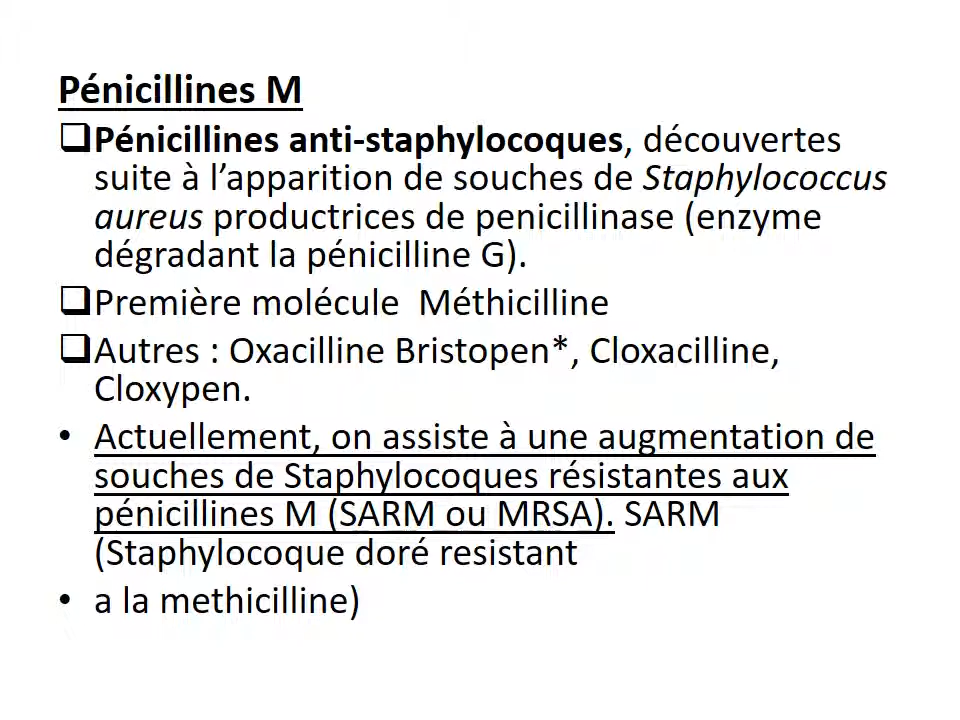 Pénicillines M
❑Pénicillines anti-staphylocoques, découvertes
suite à l’apparition de souches de Staphylococcus
aureus productrices de penicillinase (enzyme
dégradant la pénicilline G).
❑Première molécule  Méthicilline
❑Autres : Oxacilline Bristopen*, Cloxacilline,
Cloxypen.
• Actuellement, on assiste à une augmentation de
souches de Staphylocoques résistantes aux
pénicillines M (SARM ou MRSA). SARM
(Staphylocoque doré resistant
• a la methicilline)